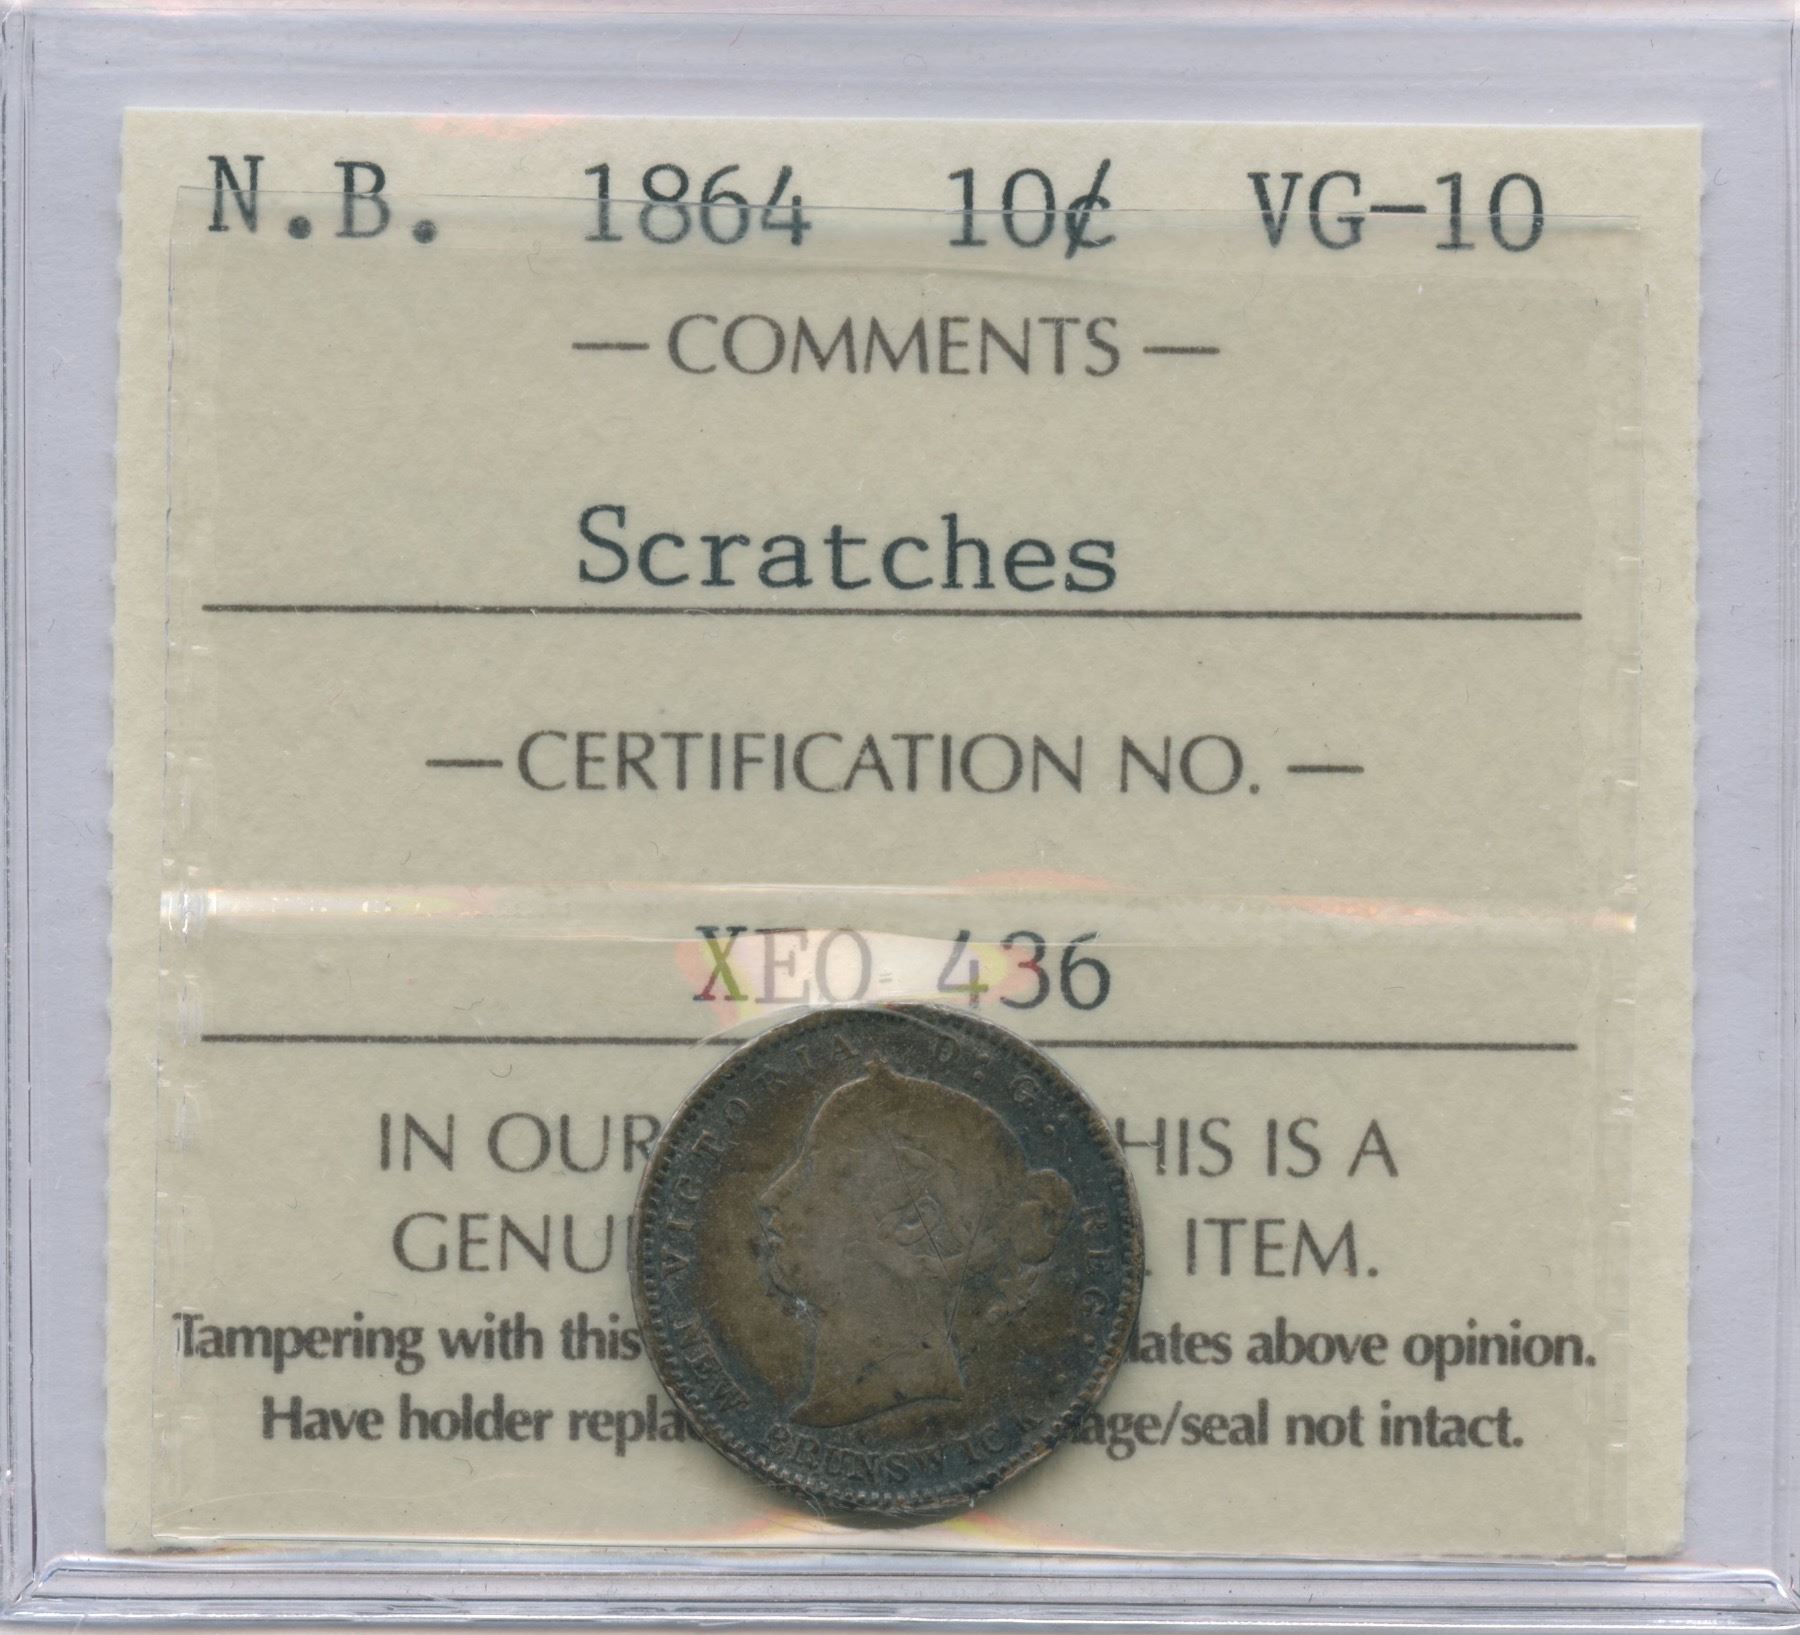 N.B. 1864 10¢ VG-10
— COMMENTS —
Scratches
— CERTIFICATION NO. —
XEO 436
IN OUR HIS IS A
GENU ITEM.
Tampering with this lates above opinion.
Have holder repla age/seal not intact.
VICTORIA D:G: REG:
NEW BRUNSWICK